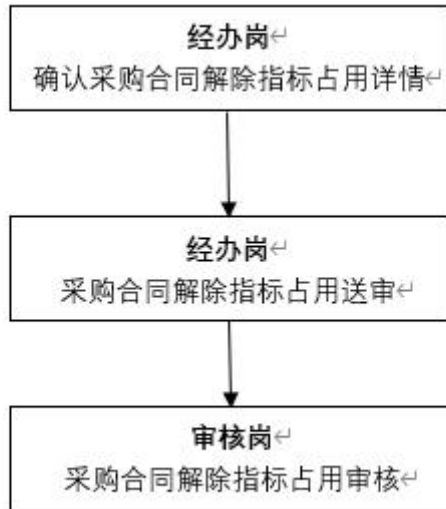 经办岗
确认采购合同解除指标占用详情
经办岗
采购合同解除指标占用送审
审核岗
采购合同解除指标占用审核